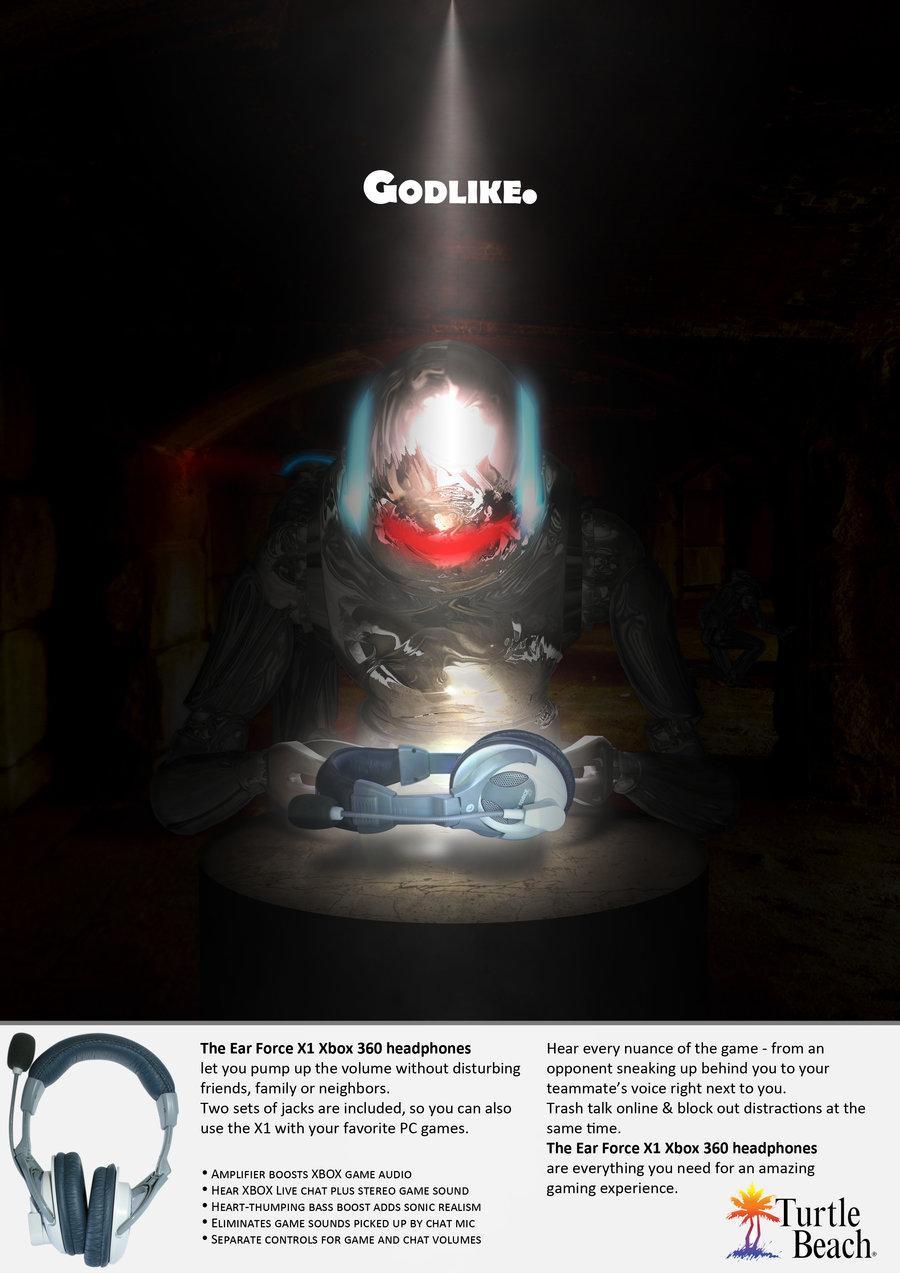 GODLIKE.
The Ear Force X1 Xbox 360 headphones
let you pump up the volume without disturbing
friends, family or neighbors.
Two sets of jacks are included, so you can also
use the X1 with your favorite PC games.
• AMPLIFIER BOOSTS XBOX GAME AUDIO
• HEAR XBOX LIVE CHAT PLUS STEREO GAME SOUND
• HEART-THUMPING BASS BOOST ADDS SONIC REALISM
• ELIMINATES GAME SOUNDS PICKED UP BY CHAT MIC
• SEPARATE CONTROLS FOR GAME AND CHAT VOLUMES
Hear every nuance of the game - from an
opponent sneaking up behind you to your
teammate's voice right next to you.
Trash talk online & block out distractions at the
same time.
The Ear Force X1 Xbox 360 headphones
are everything you need for an amazing
gaming experience.
Turtle
Beach®